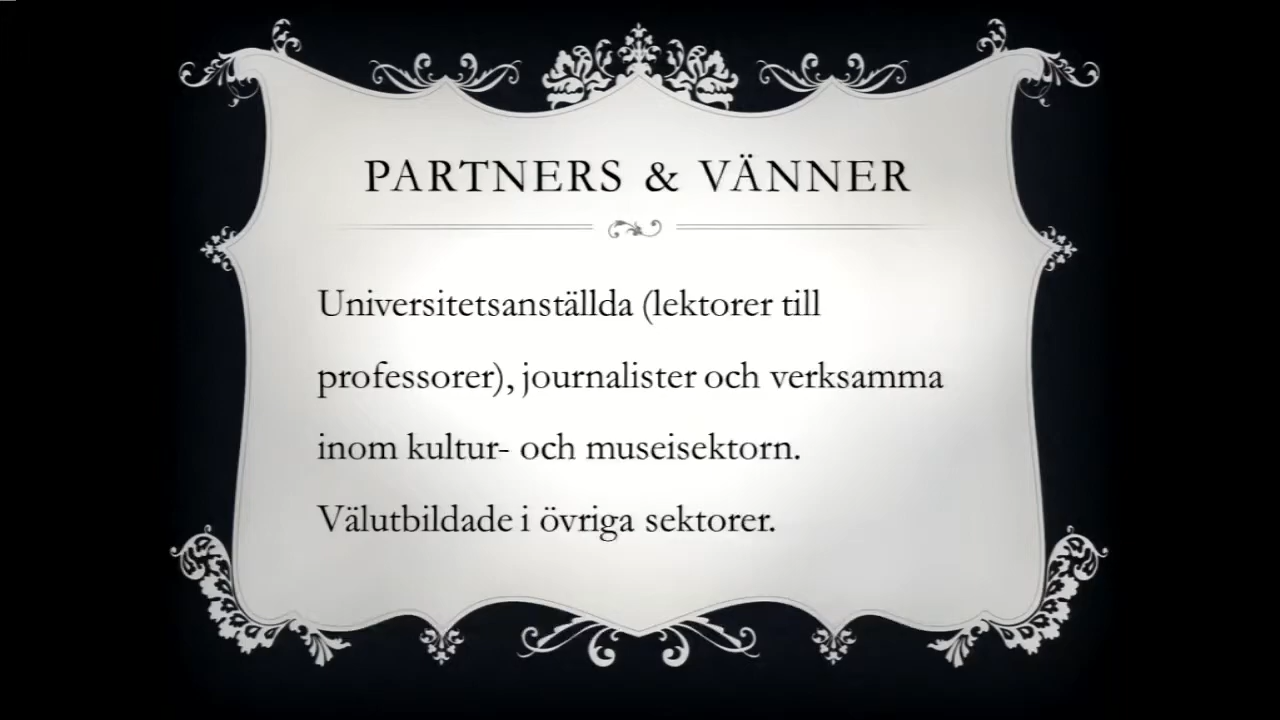 PARTNERS & VÄNNER
Universitetsanställda (lektorer till
professorer), journalister och verksamma
inom kultur- och museisektorn.
Välutbildade i övriga sektorer.